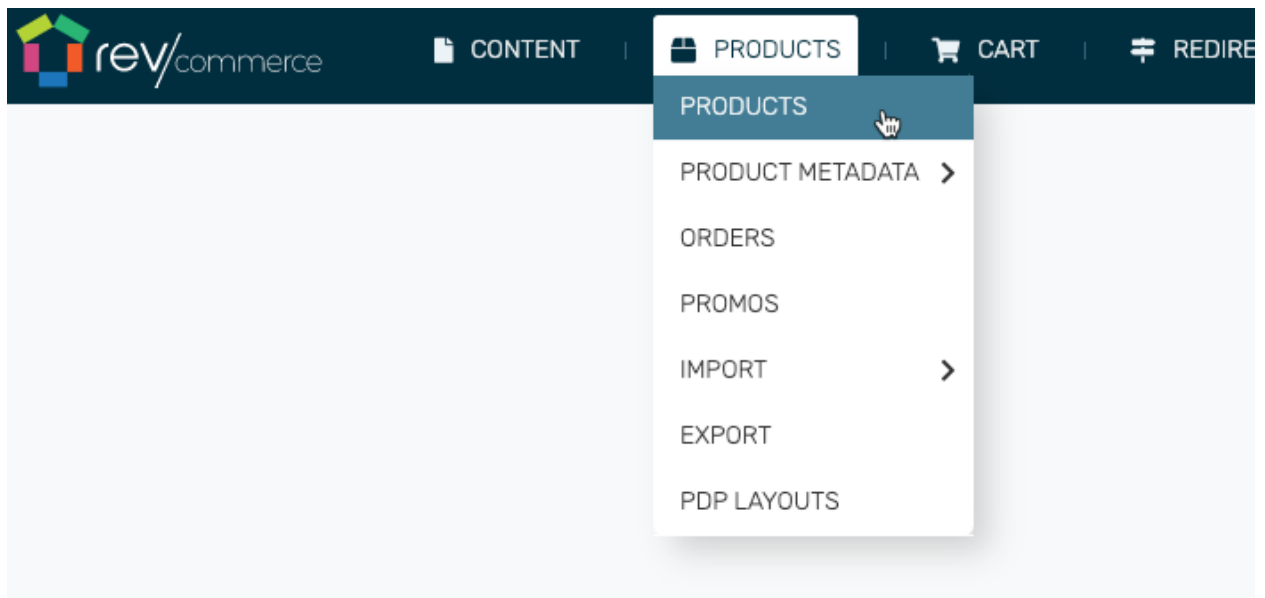 rev/commerce CONTENT PRODUCTS CART REDIRE
PRODUCTS
PRODUCT METADATA
ORDERS
PROMOS
IMPORT
EXPORT
PDP LAYOUTS